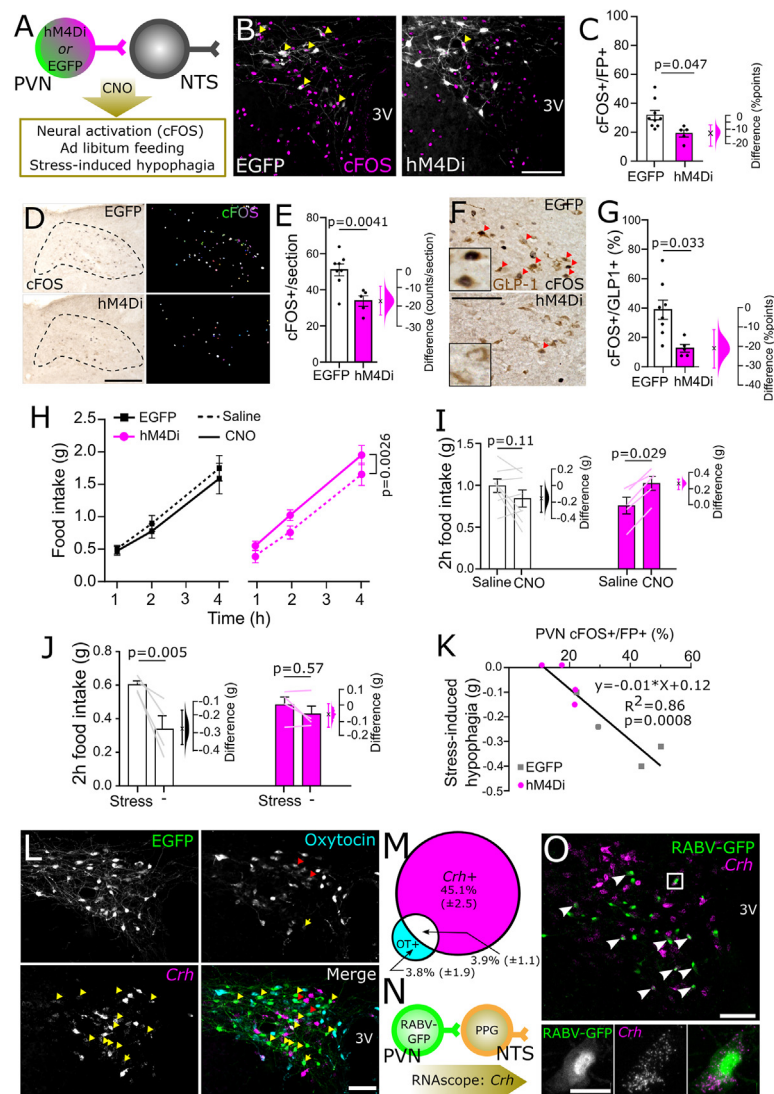 A
hM4Di
or
EGFP
PVN
NTS
CNO
Neural activation (cFOS)
Ad libitum feeding
Stress-induced hypophagia
B
EGFP
cFOS
3V
hM4Di
3V
C
cFOS+/FP+
100
80
60
40
20
0
p=0.047
EGFP hM4Di
0
-10
-20
Difference (%points)
D
EGFP
cFOS
cFOS
hM4Di
E
cFOS+/section
80
60
40
20
0
p=0.0041
EGFP hM4Di
0
-10
-20
-30
Difference (counts/section)
F
EGFP
GLP-1
cFOS
hM4Di
G
cFOS+/GLP1+ (%)
100
80
60
40
20
0
p=0.033
EGFP hM4Di
0
-10
-20
-30
-40
Difference (%points)
H
EGFP
hM4Di
Saline
CNO
Food intake (g)
2.5
2.0
1.5
1.0
0.5
0.0
1 2 3 4
1 2 3 4
Time (h)
p=0.0026
I
2h food intake (g)
1.5
1.0
0.5
0.0
p=0.11
Saline CNO
0.2
0.0
-0.2
-0.4
Difference (g)
p=0.029
Saline CNO
0.4
0.2
0.0
Difference (g)
J
2h food intake (g)
0.6
0.4
0.2
0.0
p=0.005
Stress -
-0.1
-0.2
-0.3
-0.4
Difference (g)
p=0.57
Stress -
0.1
0.0
-0.1
-0.2
Difference (g)
K
PVN cFOS+/FP+ (%)
20 40 60
Stress-induced
hypophagia (g)
0.0
-0.1
-0.2
-0.3
-0.4
-0.5
y=-0.01*X+0.12
R2=0.86
p=0.0008
EGFP
hM4Di
L
EGFP
Oxytocin
Crh
Merge
3V
M
Crh+
45.1%
(±2.5)
OT+
3.9% (±1.1)
3.8% (±1.9)
N
RABV-
GFP
PPG
PVN
NTS
RNAscope: Crh
O
RABV-GFP
Crh
3V
RABV-GFP Crh